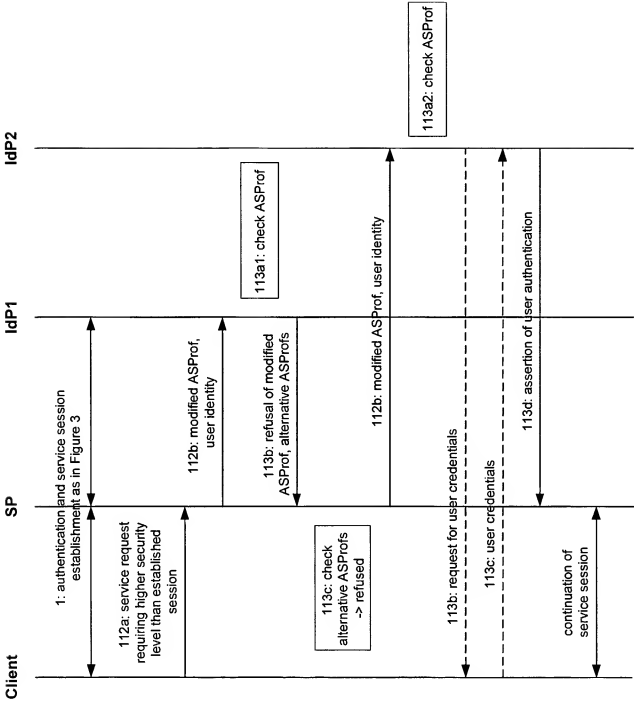 Client
SP
IdP1
IdP2
1: authentication and service session
establishment as in Figure 3
112a: service request
requiring higher security
level than established
session
112b: modified ASProf,
user identity
113a1: check ASProf
113b: refusal of modified
ASProf, alternative ASProfs
113c: check
alternative ASProfs
-> refused
112b: modified ASProf, user identity
113a2: check ASProf
113b: request for user credentials
113c: user credentials
113d: assertion of user authentication
continuation of
service session